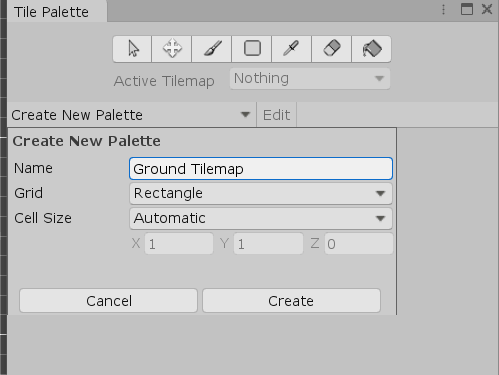 Tile Palette
Active Tilemap Nothing
Create New Palette Edit
Create New Palette
Name Ground Tilemap
Grid Rectangle
Cell Size Automatic
X 1 Y 1 Z 0
Cancel Create